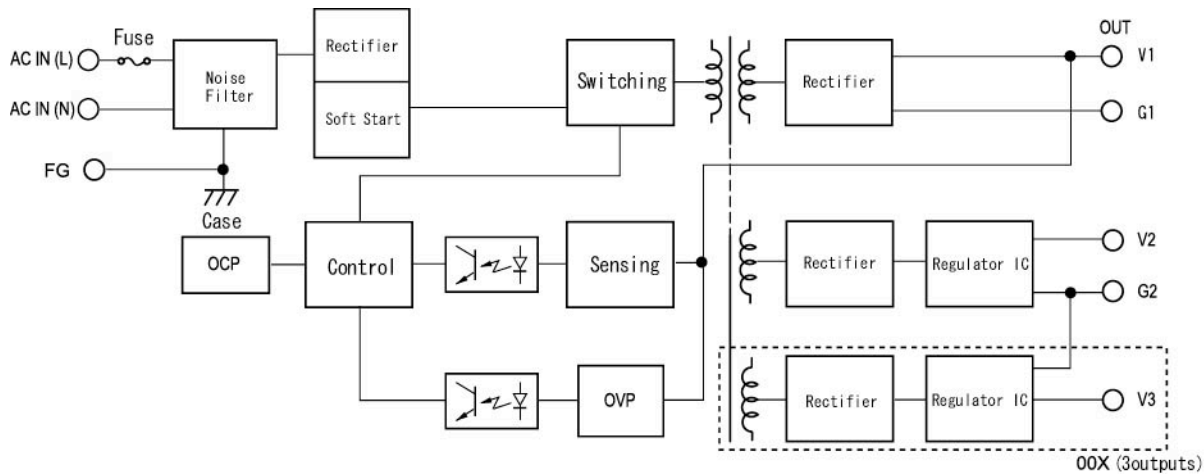 Fuse
AC IN (L)
AC IN (N)
FG
Noise
Filter
Case
Rectifier
Soft Start
Switching
Rectifier
OUT
V1
G1
OCP
Control
Sensing
Rectifier
Regulator IC
V2
G2
OVP
Rectifier
Regulator IC
V3
00X (3outputs)